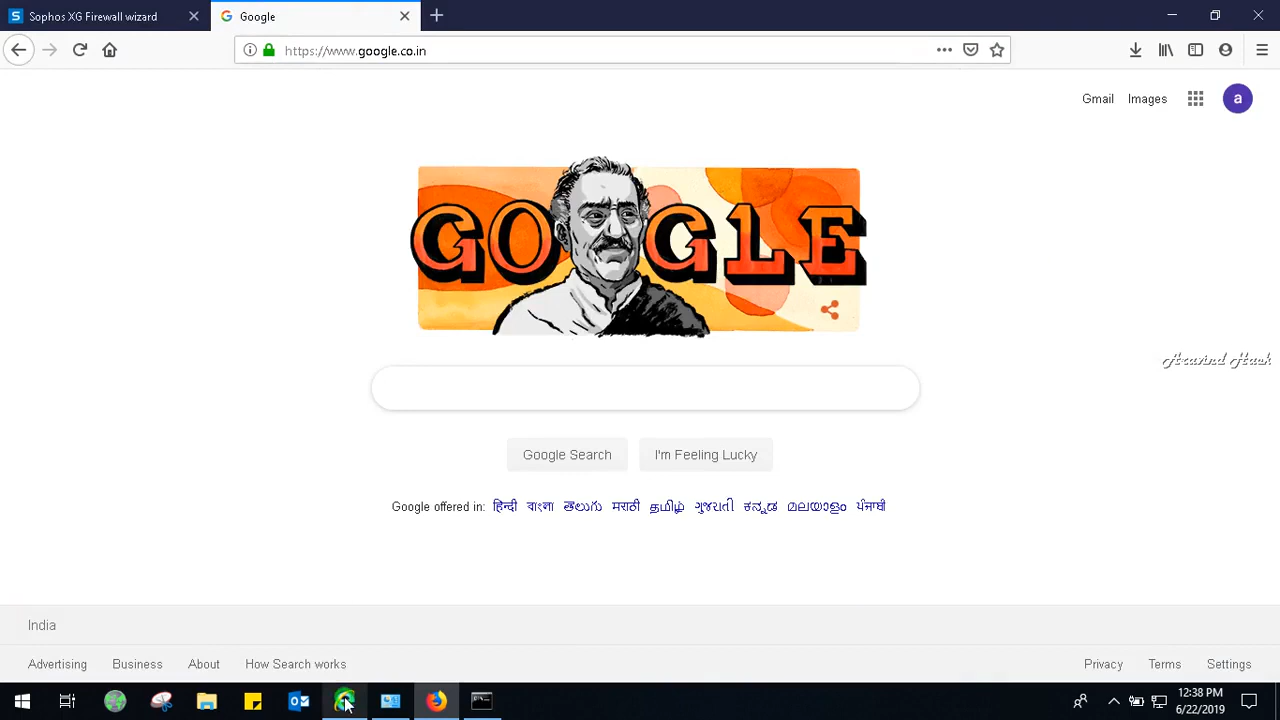 Sophos XG Firewall wizard
Google
https://www.google.co.in
Gmail Images
a
GOOGLE
Google Search
I'm Feeling Lucky
Google offered in: हिन्दी বাংলা తెలుగు मराठी தமிழ் ગુજરાતી ಕನ್ನಡ മലയാളം ਪੰਜਾਬੀ
India
Advertising Business About How Search works
Privacy Terms Settings
12:38 PM
6/22/2019